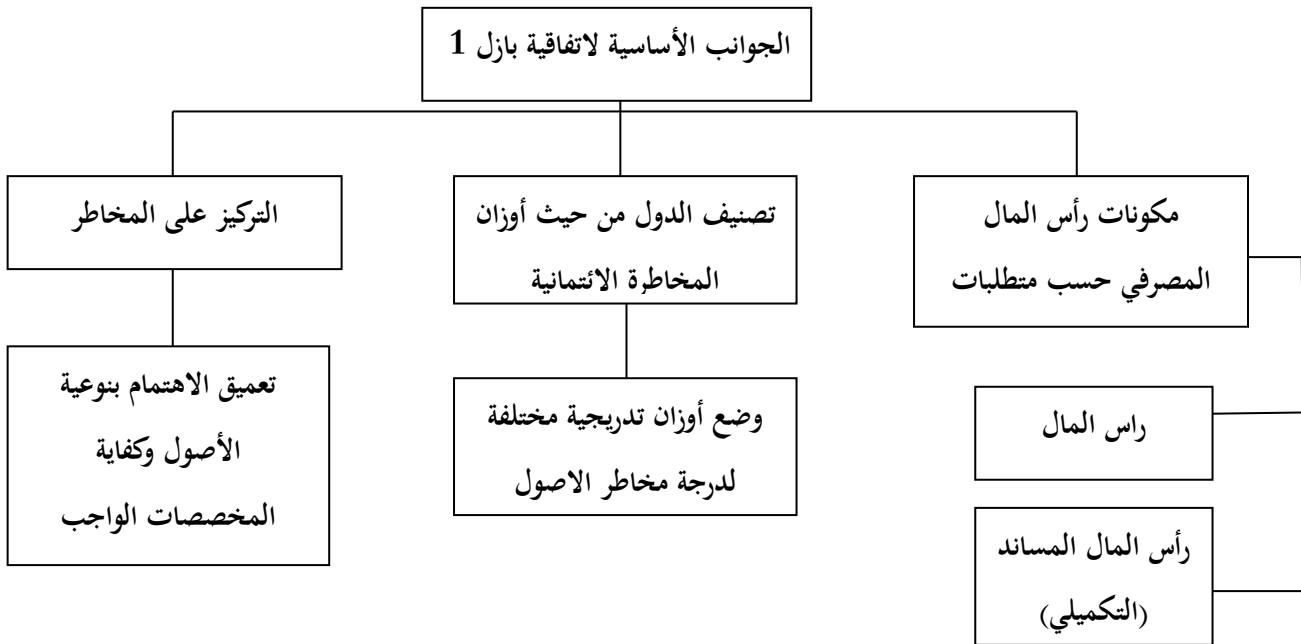 الجوانب الأساسية لاتفاقية بازل 1
مكونات رأس المال
المصرفي حسب متطلبات
تصنيف الدول من حيث أوزان
المخاطرة الائتمانية
التركيز على المخاطر
راس المال
رأس المال المساند
(التكميلي)
وضع أوزان تدريجية مختلفة
لدرجة مخاطر الاصول
تعميق الاهتمام بنوعية
الأصول وكفاية
المخصصات الواجب